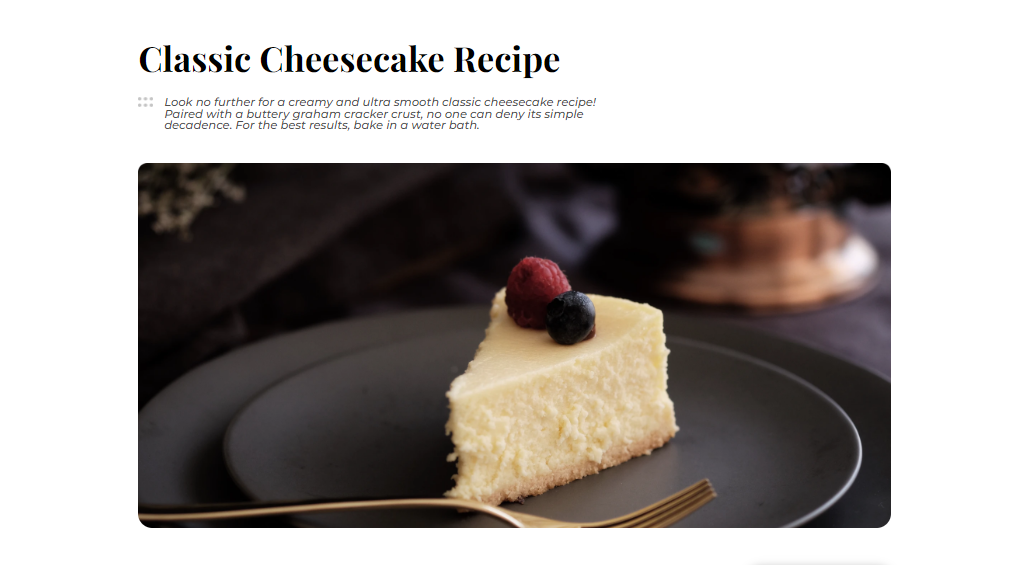 Classic Cheesecake Recipe
Look no further for a creamy and ultra smooth classic cheesecake recipe!
Paired with a buttery graham cracker crust, no one can deny its simple
decadence. For the best results, bake in a water bath.